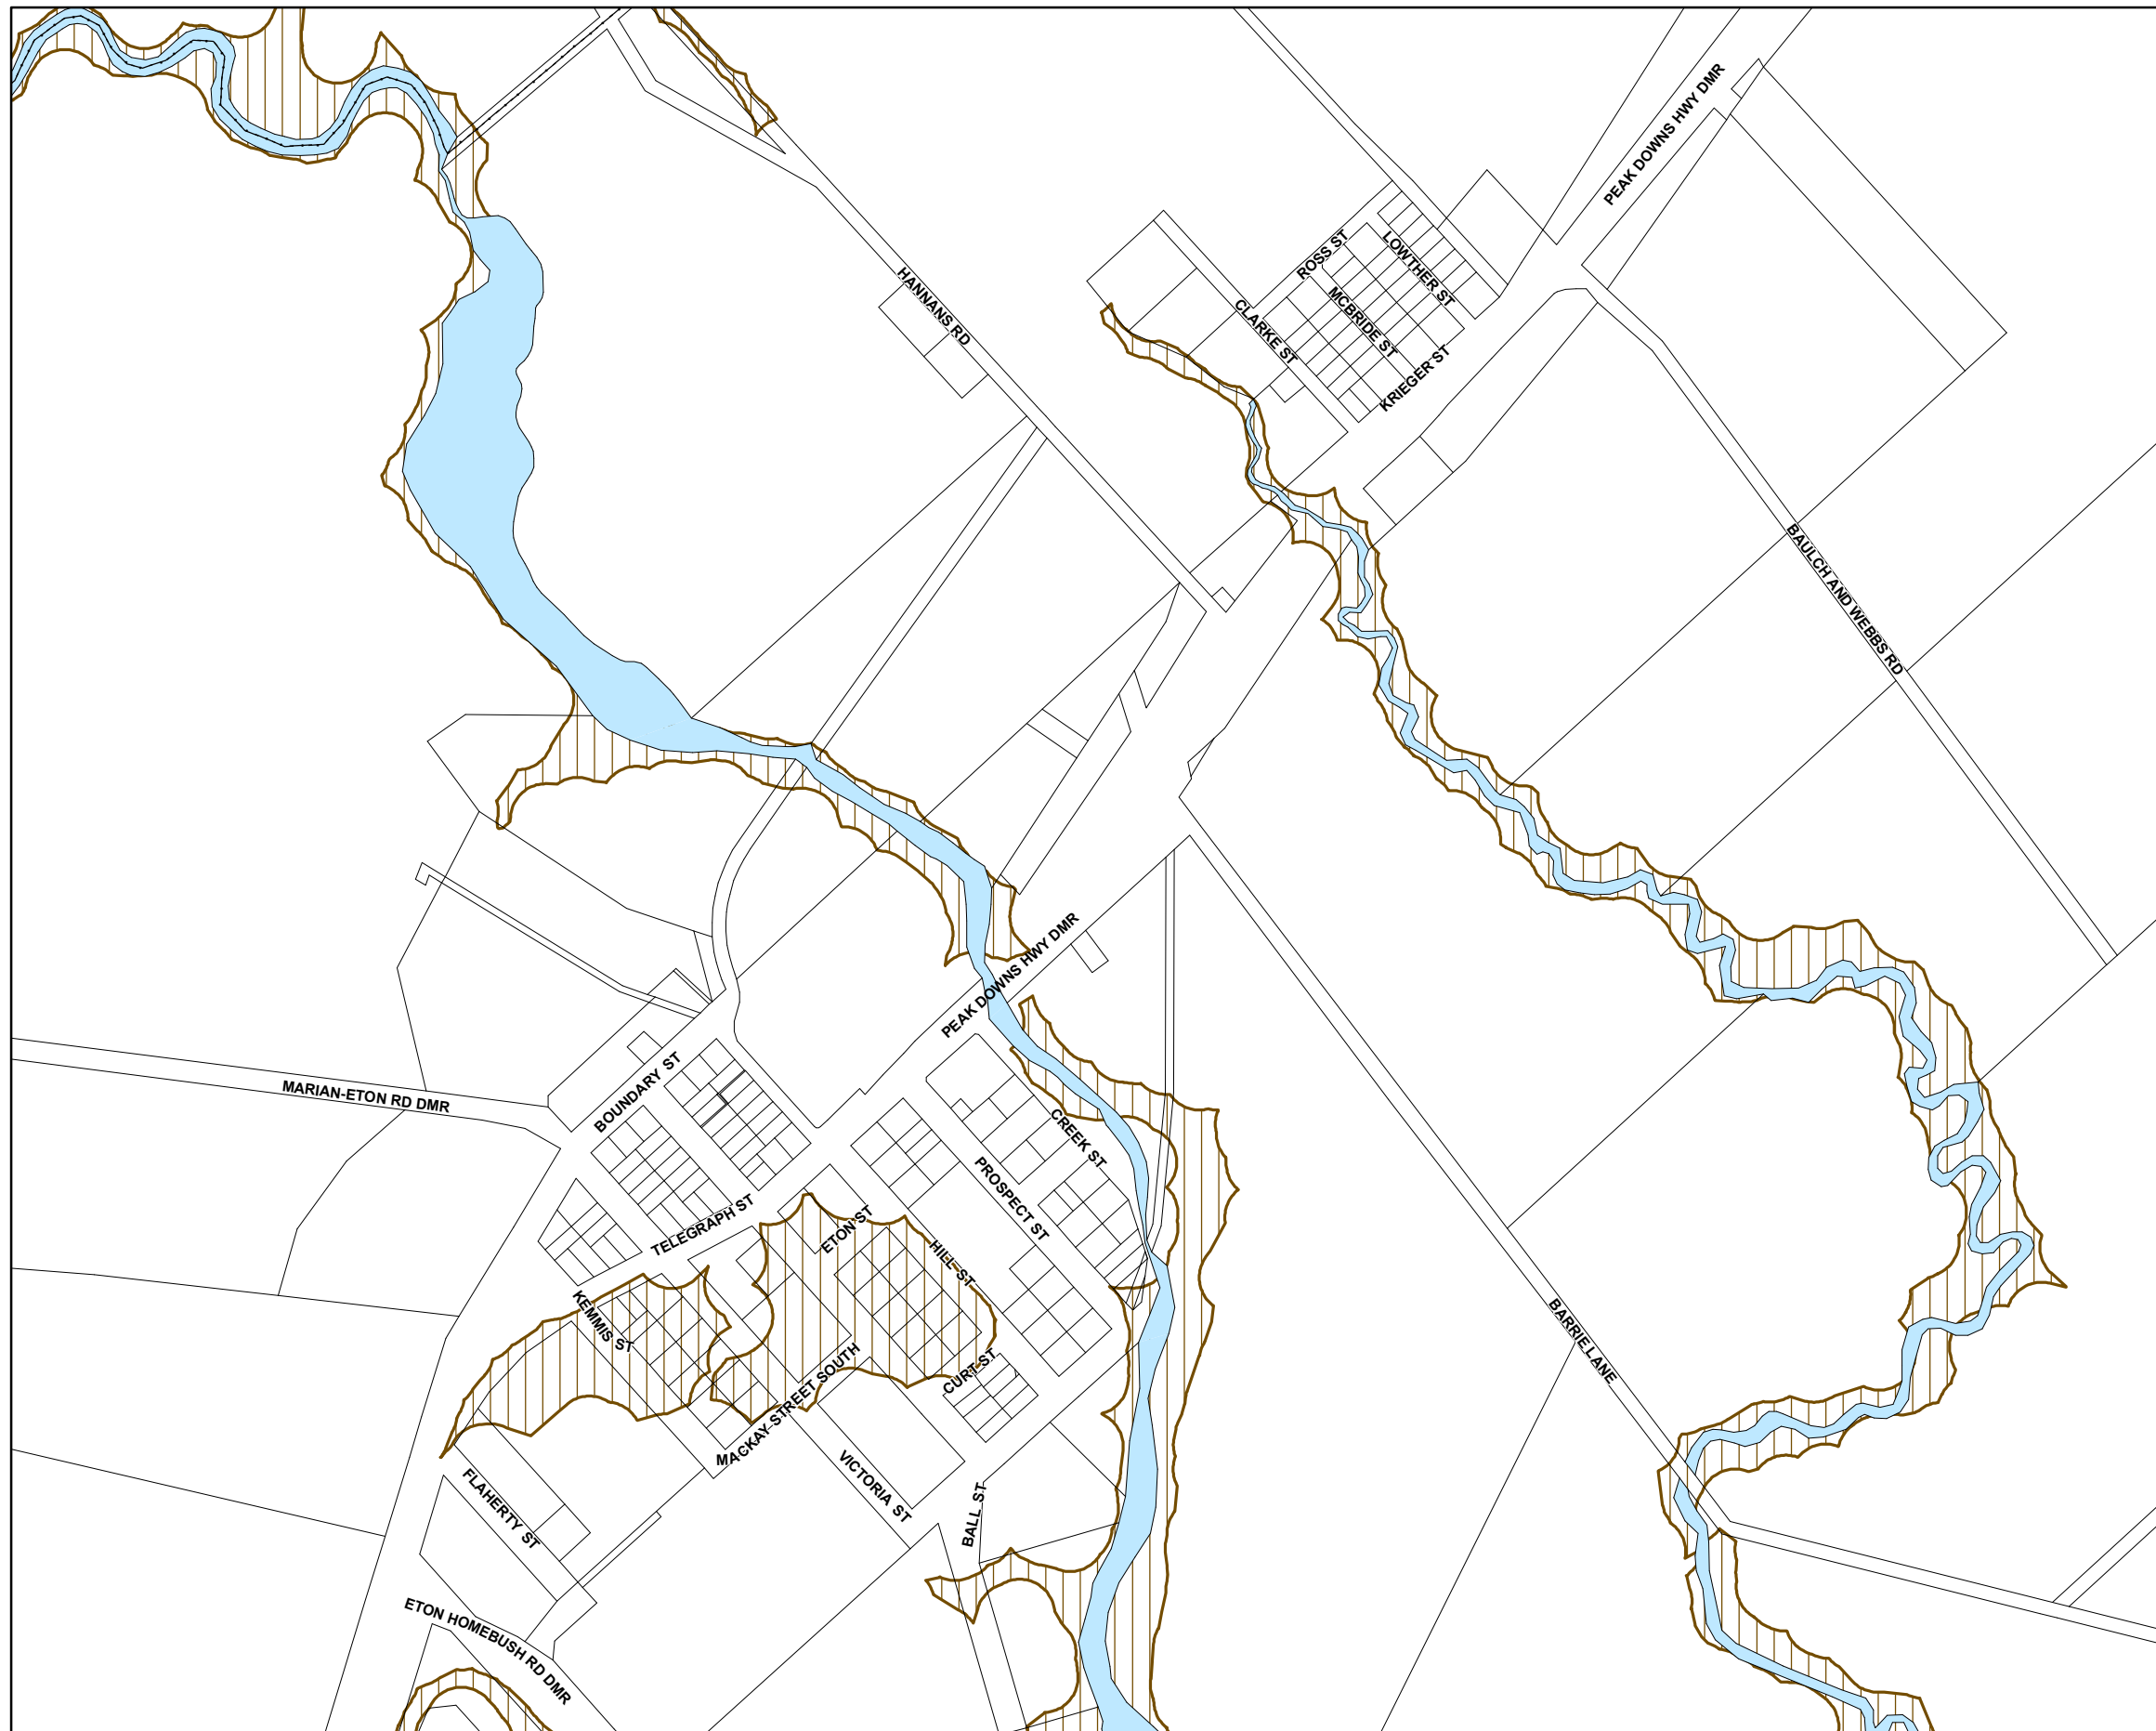 PEAK DOWNS HWY DMR
ROSS ST
LOWTHER ST
HANNANS RD
CLARKE ST
MCBRIDE ST
KRIEGER ST
BAULCH AND WEBBS RD
PEAK DOWNS HWY DMR
MARIAN-ETON RD DMR
BOUNDARY ST
CREEK ST
PROSPECT ST
TELEGRAPH ST
ETON ST
HILL ST
KEMMIS ST
BARRIE LANE
CURT ST
MACKAY STREET SOUTH
VICTORIA ST
FLAHERTY ST
BALL ST
ETON HOMEBUSH RD DMR